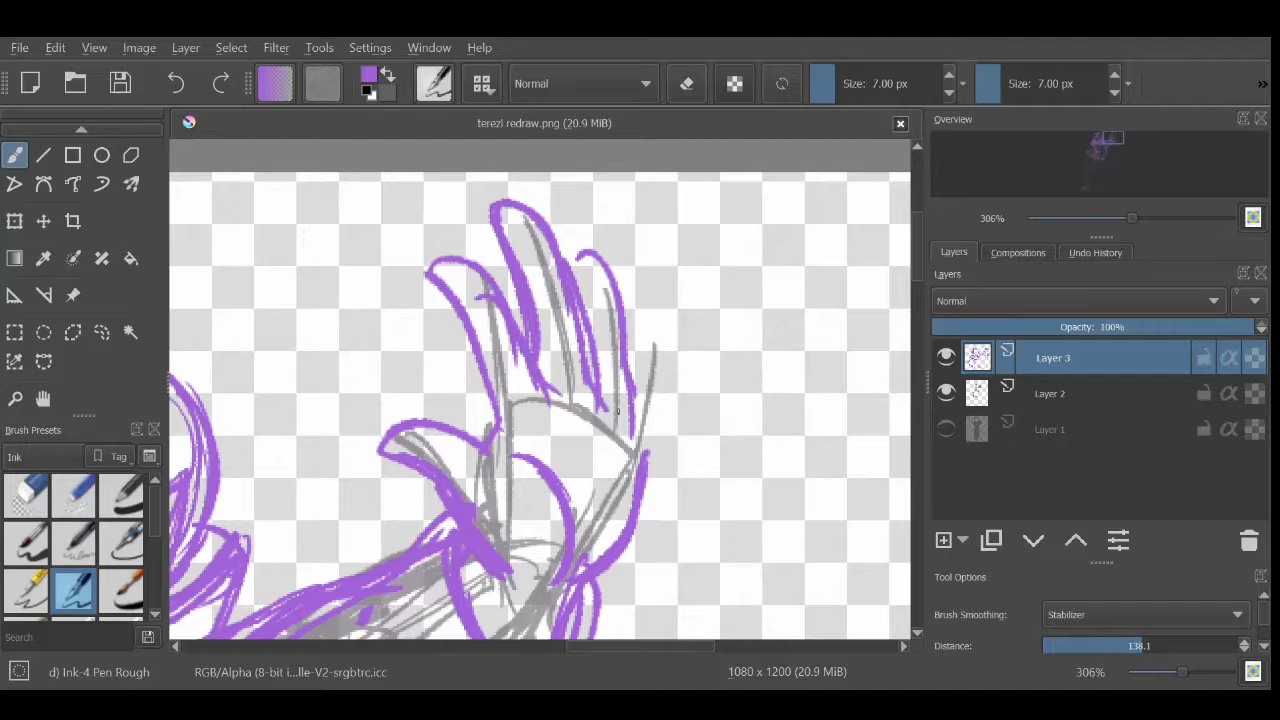 File Edit View Image Layer Select Filter Tools Settings Window Help
Normal Size: 7.00 px Size: 7.00 px »
terezi redraw.png (20.9 MiB)
Overview
306%
Layers Compositions Undo History
Layers
Normal
Opacity: 100%
Layer 3
Layer 2
Layer 1
Brush Presets
Ink Tag
Search
Tool Options
Brush Smoothing: Stabilizer
Distance: 138.1
d) Ink-4 Pen Rough RGB/Alpha (8-bit i...lle-V2-srgbtrc.icc 1080 x 1200 (20.9 MiB) 306%